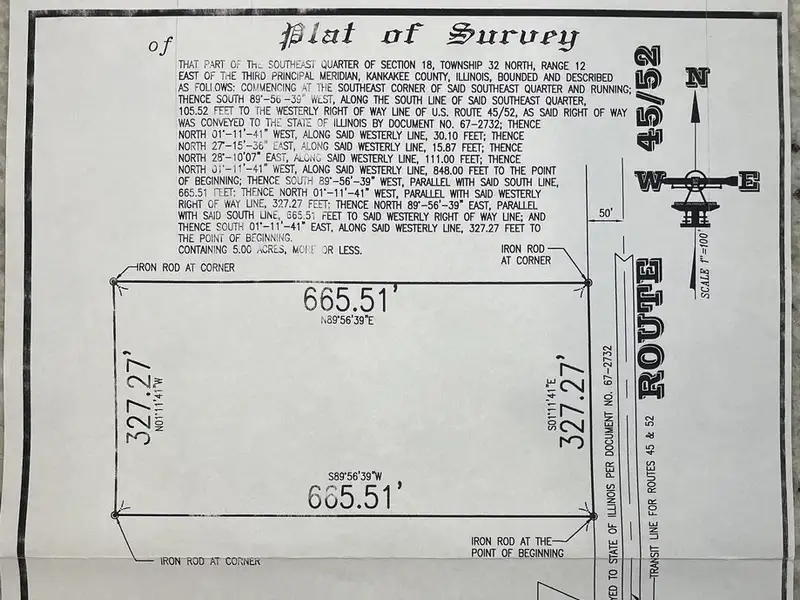 Plat of Survey
of
THAT PART OF THE SOUTHEAST QUARTER OF SECTION 18, TOWNSHIP 32 NORTH, RANGE 12
EAST OF THE THIRD PRINCIPAL MERIDIAN, KANKAKEE COUNTY, ILLINOIS, BOUNDED AND DESCRIBED
AS FOLLOWS: COMMENCING AT THE SOUTHEAST CORNER OF SAID SOUTHEAST QUARTER AND RUNNING;
THENCE SOUTH 89°-56'-39" WEST, ALONG THE SOUTH LINE OF SAID SOUTHEAST QUARTER,
105.52 FEET TO THE WESTERLY RIGHT OF WAY LINE OF U.S. ROUTE 45/52, AS SAID RIGHT OF WAY
WAS CONVEYED TO THE STATE OF ILLINOIS BY DOCUMENT NO. 67-2732; THENCE
NORTH 01°-11'-41" WEST, ALONG SAID WESTERLY LINE, 30.10 FEET; THENCE
NORTH 27°-15'-36" EAST, ALONG SAID WESTERLY LINE, 15.87 FEET; THENCE
NORTH 28°-10'07" EAST, ALONG SAID WESTERLY LINE, 111.00 FEET; THENCE
NORTH 01°-11'-41" WEST, ALONG SAID WESTERLY LINE, 848.00 FEET TO THE POINT
OF BEGINNING; THENCE SOUTH 89°-56'-39" WEST, PARALLEL WITH SAID SOUTH LINE,
665.51 FEET; THENCE NORTH 01°-11'-41" WEST, PARALLEL WITH SAID WESTERLY
RIGHT OF WAY LINE, 327.27 FEET; THENCE NORTH 89°-56'-39" EAST, PARALLEL
WITH SAID SOUTH LINE, 665.51 FEET TO SAID WESTERLY RIGHT OF WAY LINE; AND
THENCE SOUTH 01°-11'-41" EAST, ALONG SAID WESTERLY LINE, 327.27 FEET TO
THE POINT OF BEGINNING.
CONTAINING 5.00 ACRES, MORE OR LESS.
IRON ROD AT CORNER
IRON ROD
AT CORNER
50'
665.51'
N89°56'39"E
327.27'
N01°11'41"W
S01°11'41"E
327.27'
S89°56'39"W
665.51'
IRON ROD AT CORNER
IRON ROD AT THE
POINT OF BEGINNING
TO STATE OF ILLINOIS PER DOCUMENT NO. 67-2732
TRANSIT LINE FOR ROUTES 45 & 52
ROUTE
45/52
N
W
E
SCALE 1"=100'